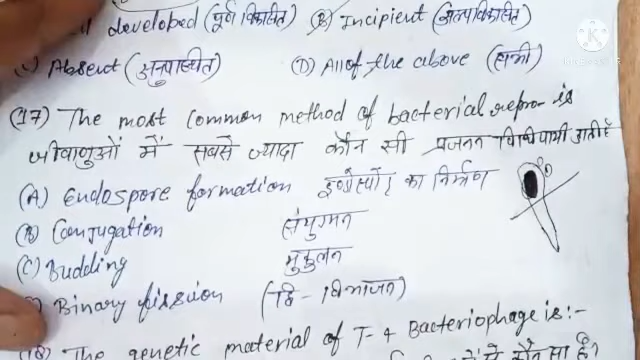 developed (पूर्ण विकसित) (B) Incipient (अल्पविकसित)
Absent (अनुपस्थित) (D) All of the above (सभी)
(17) The most common method of bacterial repro- is
जीवाणुओं में सबसे ज्यादा कौन सी प्रजनन विधि पायी जाती है
(A) Endospore formation इण्डोस्पोर का निर्माण
(B) Conjugation संयुग्मन
(C) Budding मुकुलन
Binary fission (द्वि-विभाजन)
The genetic material of T-4 Bacteriophage is:-